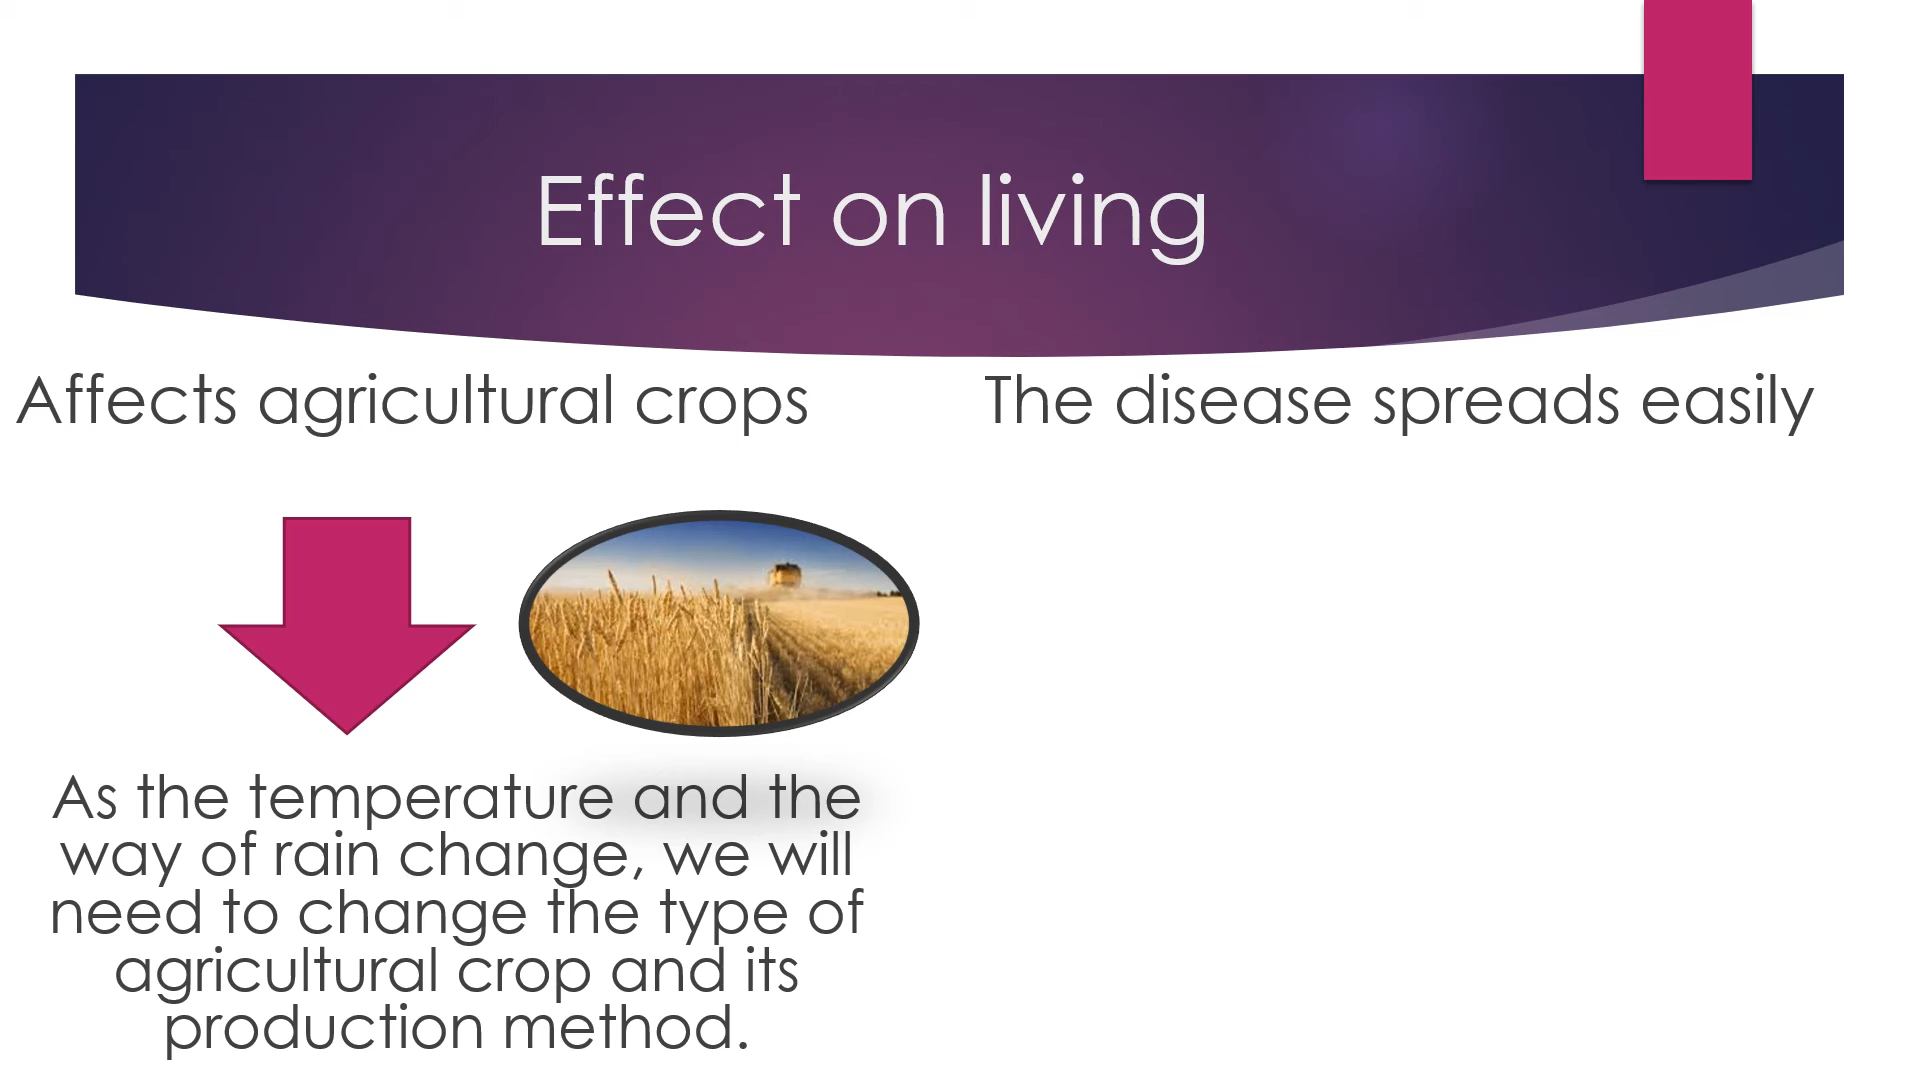 Effect on living
Affects agricultural crops
The disease spreads easily
As the temperature and the
way of rain change, we will
need to change the type of
agricultural crop and its
production method.